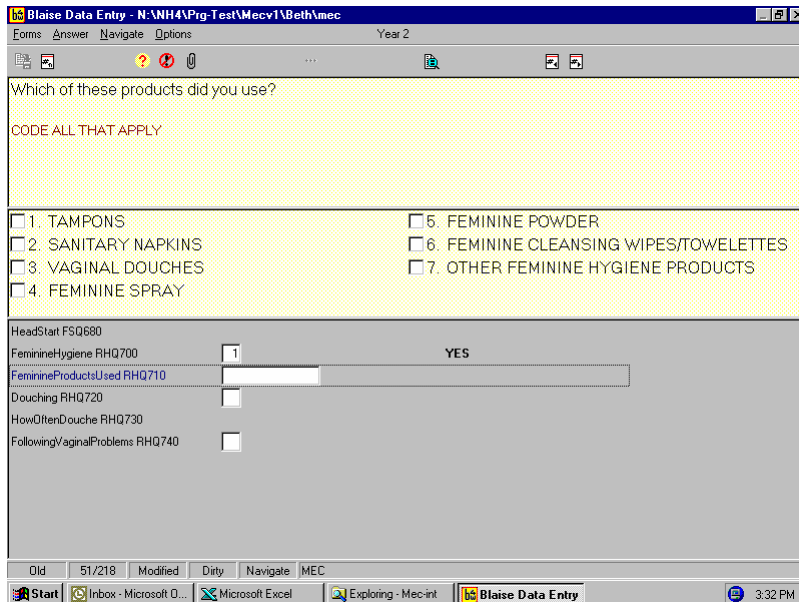 Blaise Data Entry - N:\NH4\Prg-Test\Mecv1\Beth\mec
Forms Answer Navigate Options Year 2
Which of these products did you use?
CODE ALL THAT APPLY
1. TAMPONS
2. SANITARY NAPKINS
3. VAGINAL DOUCHES
4. FEMININE SPRAY
5. FEMININE POWDER
6. FEMININE CLEANSING WIPES/TOWELETTES
7. OTHER FEMININE HYGIENE PRODUCTS
HeadStart FSQ680
FeminineHygiene RHQ700 1 YES
FeminineProductsUsed RHQ710
Douching RHQ720
HowOftenDouche RHQ730
FollowingVaginalProblems RHQ740
Old 51/218 Modified Dirty Navigate MEC
Start Inbox - Microsoft O... Microsoft Excel Exploring - Mec-int Blaise Data Entry 3:32 PM